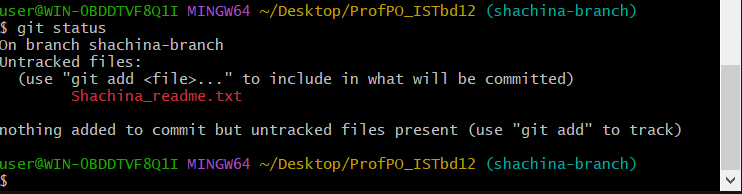 user@WIN-OBDDTVF8Q1I MINGW64 ~/Desktop/ProfPO_ISTbd12 (shachina-branch)
$ git status
On branch shachina-branch
Untracked files:
  (use "git add <file>..." to include in what will be committed)
        Shachina_readme.txt

nothing added to commit but untracked files present (use "git add" to track)

user@WIN-OBDDTVF8Q1I MINGW64 ~/Desktop/ProfPO_ISTbd12 (shachina-branch)
$